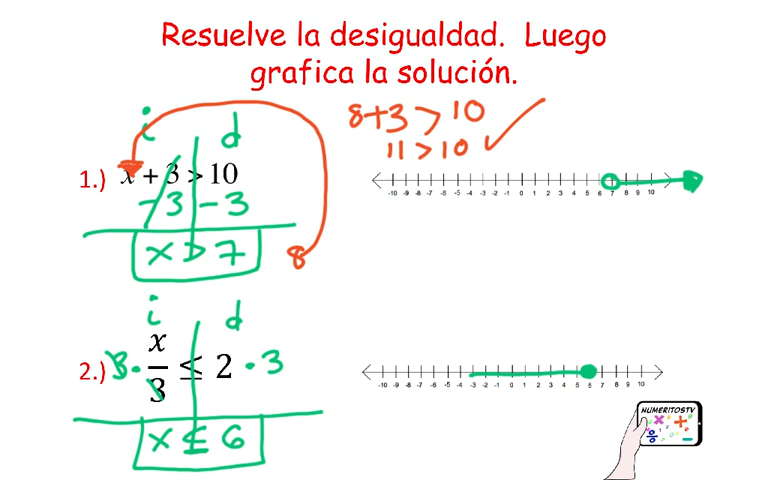 Resuelve la desigualdad. Luego
grafica la solución.
i d
8+3 > 10
11 > 10 ✓
1.) x + 3 > 10
-3 -3
x > 7
8
-10 -9 -8 -7 -6 -5 -4 -3 -2 -1 0 1 2 3 4 5 6 7 8 9 10
i d
2.) 3 · x/3 ≤ 2 · 3
x ≤ 6
-10 -9 -8 -7 -6 -5 -4 -3 -2 -1 0 1 2 3 4 5 6 7 8 9 10
NUMERITOSTV